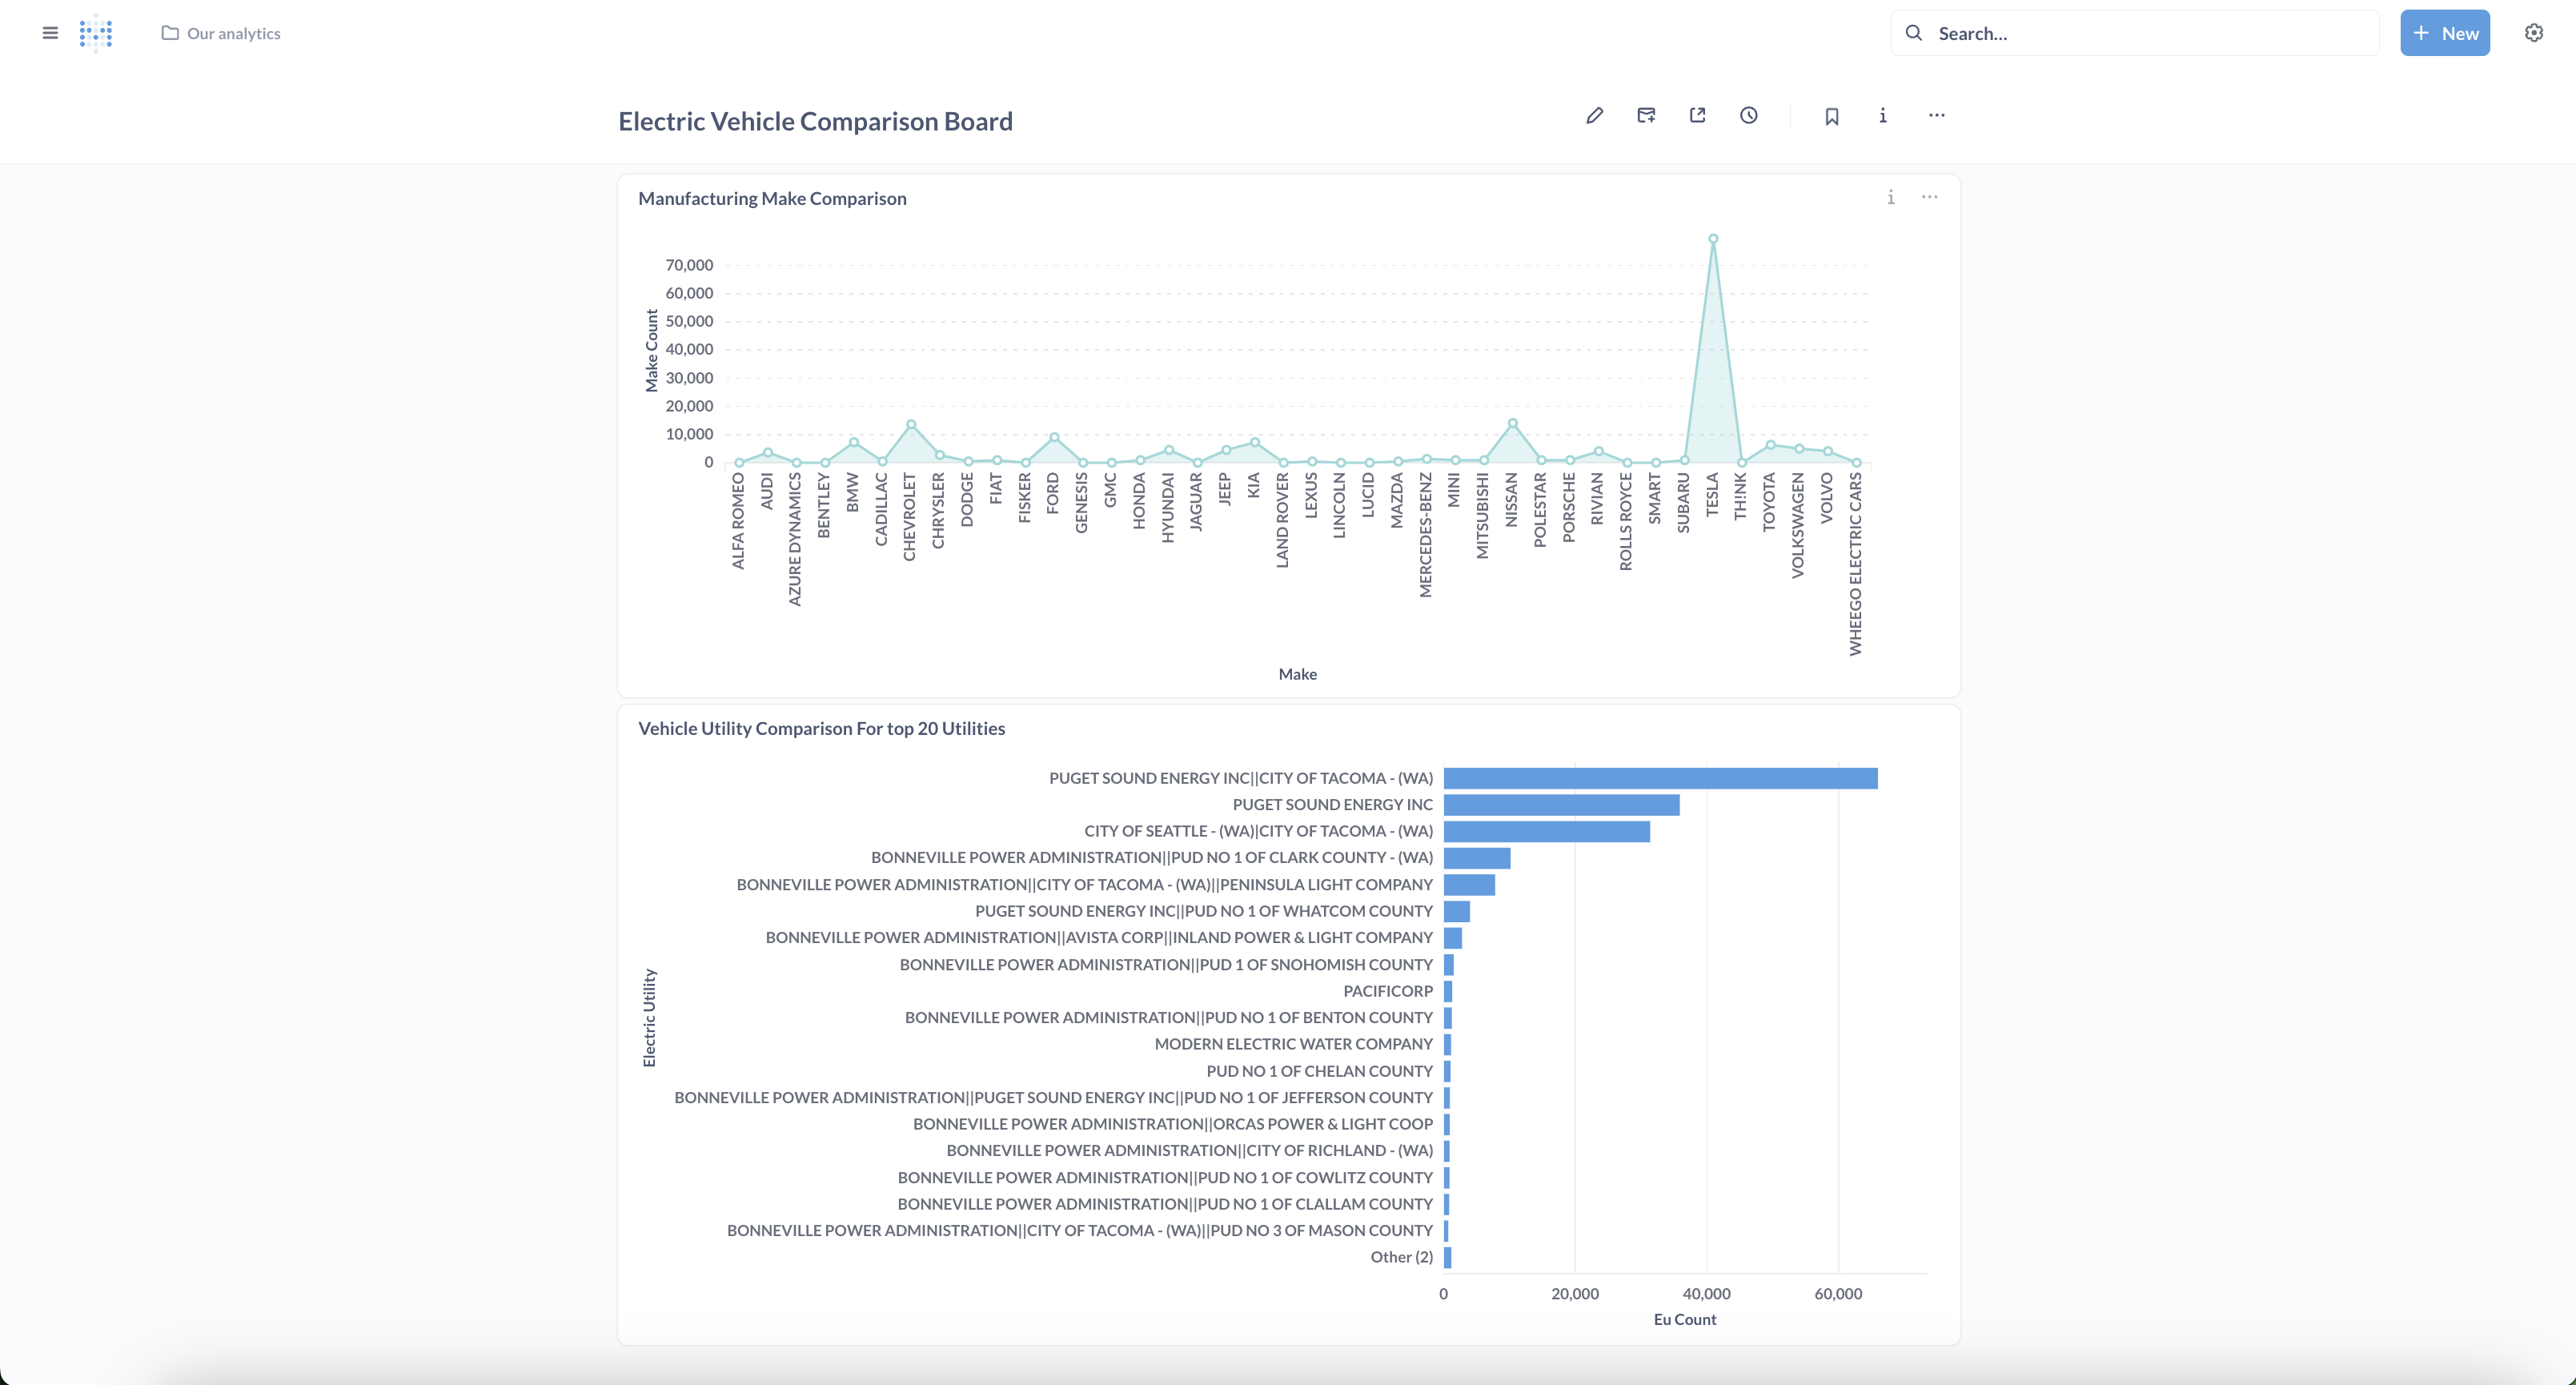 Our analytics
Search...
New
Electric Vehicle Comparison Board
Manufacturing Make Comparison
Make Count
70,000
60,000
50,000
40,000
30,000
20,000
10,000
0
ALFA ROMEO
AUDI
AZURE DYNAMICS
BENTLEY
BMW
CADILLAC
CHEVROLET
CHRYSLER
DODGE
FIAT
FISKER
FORD
GENESIS
GMC
HONDA
HYUNDAI
JAGUAR
JEEP
KIA
LAND ROVER
LEXUS
LINCOLN
LUCID
MAZDA
MERCEDES-BENZ
MINI
MITSUBISHI
NISSAN
POLESTAR
PORSCHE
RIVIAN
ROLLS ROYCE
SMART
SUBARU
TESLA
TH!NK
TOYOTA
VOLKSWAGEN
VOLVO
WHEEGO ELECTRIC CARS
Make
Vehicle Utility Comparison For top 20 Utilities
Electric Utility
PUGET SOUND ENERGY INC||CITY OF TACOMA - (WA)
PUGET SOUND ENERGY INC
CITY OF SEATTLE - (WA)|CITY OF TACOMA - (WA)
BONNEVILLE POWER ADMINISTRATION||PUD NO 1 OF CLARK COUNTY - (WA)
BONNEVILLE POWER ADMINISTRATION||CITY OF TACOMA - (WA)||PENINSULA LIGHT COMPANY
PUGET SOUND ENERGY INC||PUD NO 1 OF WHATCOM COUNTY
BONNEVILLE POWER ADMINISTRATION||AVISTA CORP||INLAND POWER & LIGHT COMPANY
BONNEVILLE POWER ADMINISTRATION||PUD 1 OF SNOHOMISH COUNTY
PACIFICORP
BONNEVILLE POWER ADMINISTRATION||PUD NO 1 OF BENTON COUNTY
MODERN ELECTRIC WATER COMPANY
PUD NO 1 OF CHELAN COUNTY
BONNEVILLE POWER ADMINISTRATION||PUGET SOUND ENERGY INC||PUD NO 1 OF JEFFERSON COUNTY
BONNEVILLE POWER ADMINISTRATION||ORCAS POWER & LIGHT COOP
BONNEVILLE POWER ADMINISTRATION||CITY OF RICHLAND - (WA)
BONNEVILLE POWER ADMINISTRATION||PUD NO 1 OF COWLITZ COUNTY
BONNEVILLE POWER ADMINISTRATION||PUD NO 1 OF CLALLAM COUNTY
BONNEVILLE POWER ADMINISTRATION||CITY OF TACOMA - (WA)||PUD NO 3 OF MASON COUNTY
Other (2)
0 20,000 40,000 60,000
Eu Count